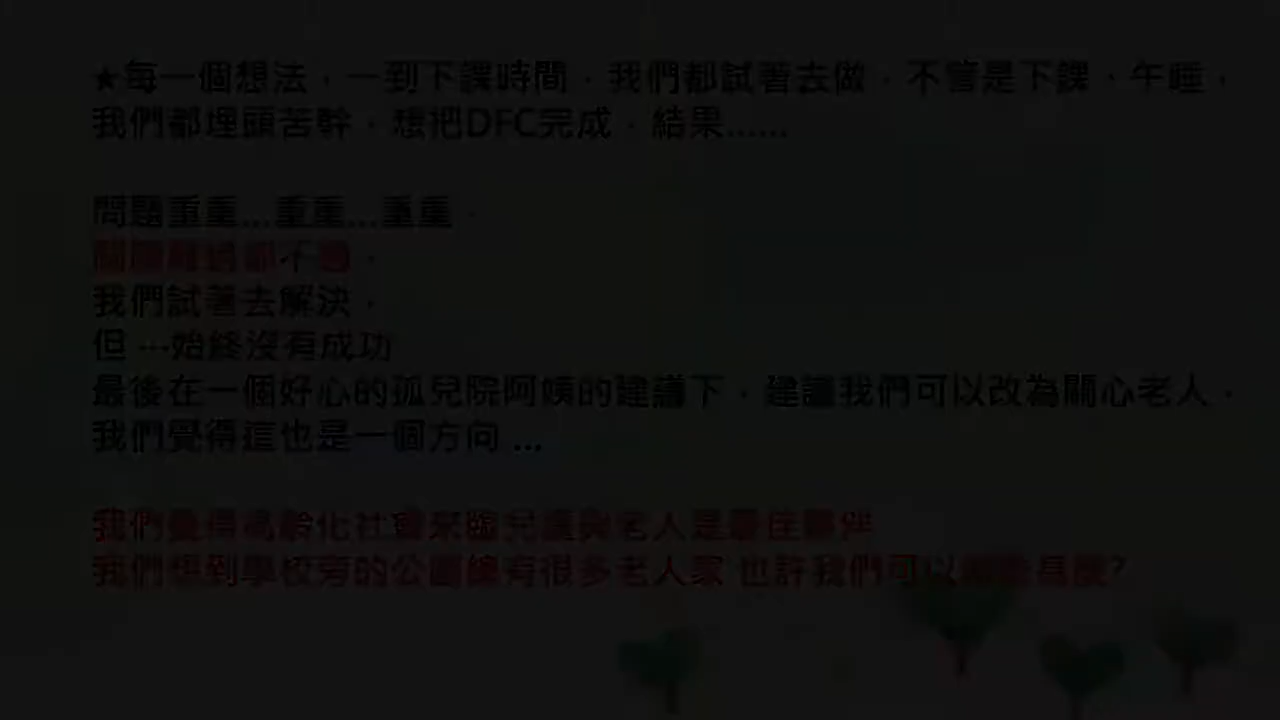 ★每一個想法，一到下課時間，我們都試著去做，不管是下課、午睡，
我們都埋頭苦幹，想把DFC完成，結果……
問題重重…重重…重重，
關關難過都不過，
我們試著去解決，
但 ---始終沒有成功
最後在一個好心的孤兒院阿姨的建議下，建議我們可以改為關心老人，
我們覺得這也是一個方向 ...
我們覺得高齡化社會來臨兒童與老人是最佳夥伴
我們想到學校旁的公園總有很多老人家 也許我們可以